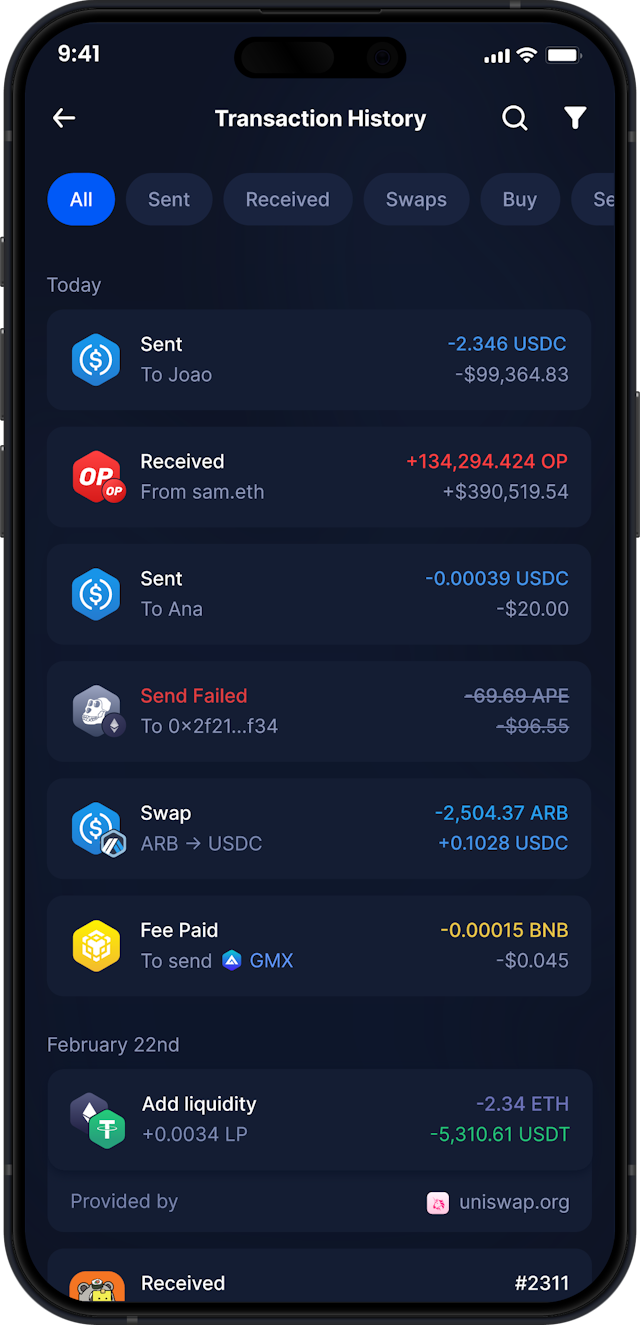 9:41
Transaction History
All Sent Received Swaps Buy Se
Today
Sent -2.346 USDC
To Joao -$99,364.83
OP OP Received +134,294.424 OP
From sam.eth +$390,519.54
Sent -0.00039 USDC
To Ana -$20.00
Send Failed -69.69 APE
To 0×2f21...f34 -$96.55
Swap -2,504.37 ARB
ARB → USDC +0.1028 USDC
Fee Paid -0.00015 BNB
To send GMX -$0.045
February 22nd
Add liquidity -2.34 ETH
+0.0034 LP -5,310.61 USDT
Provided by uniswap.org
Received #2311